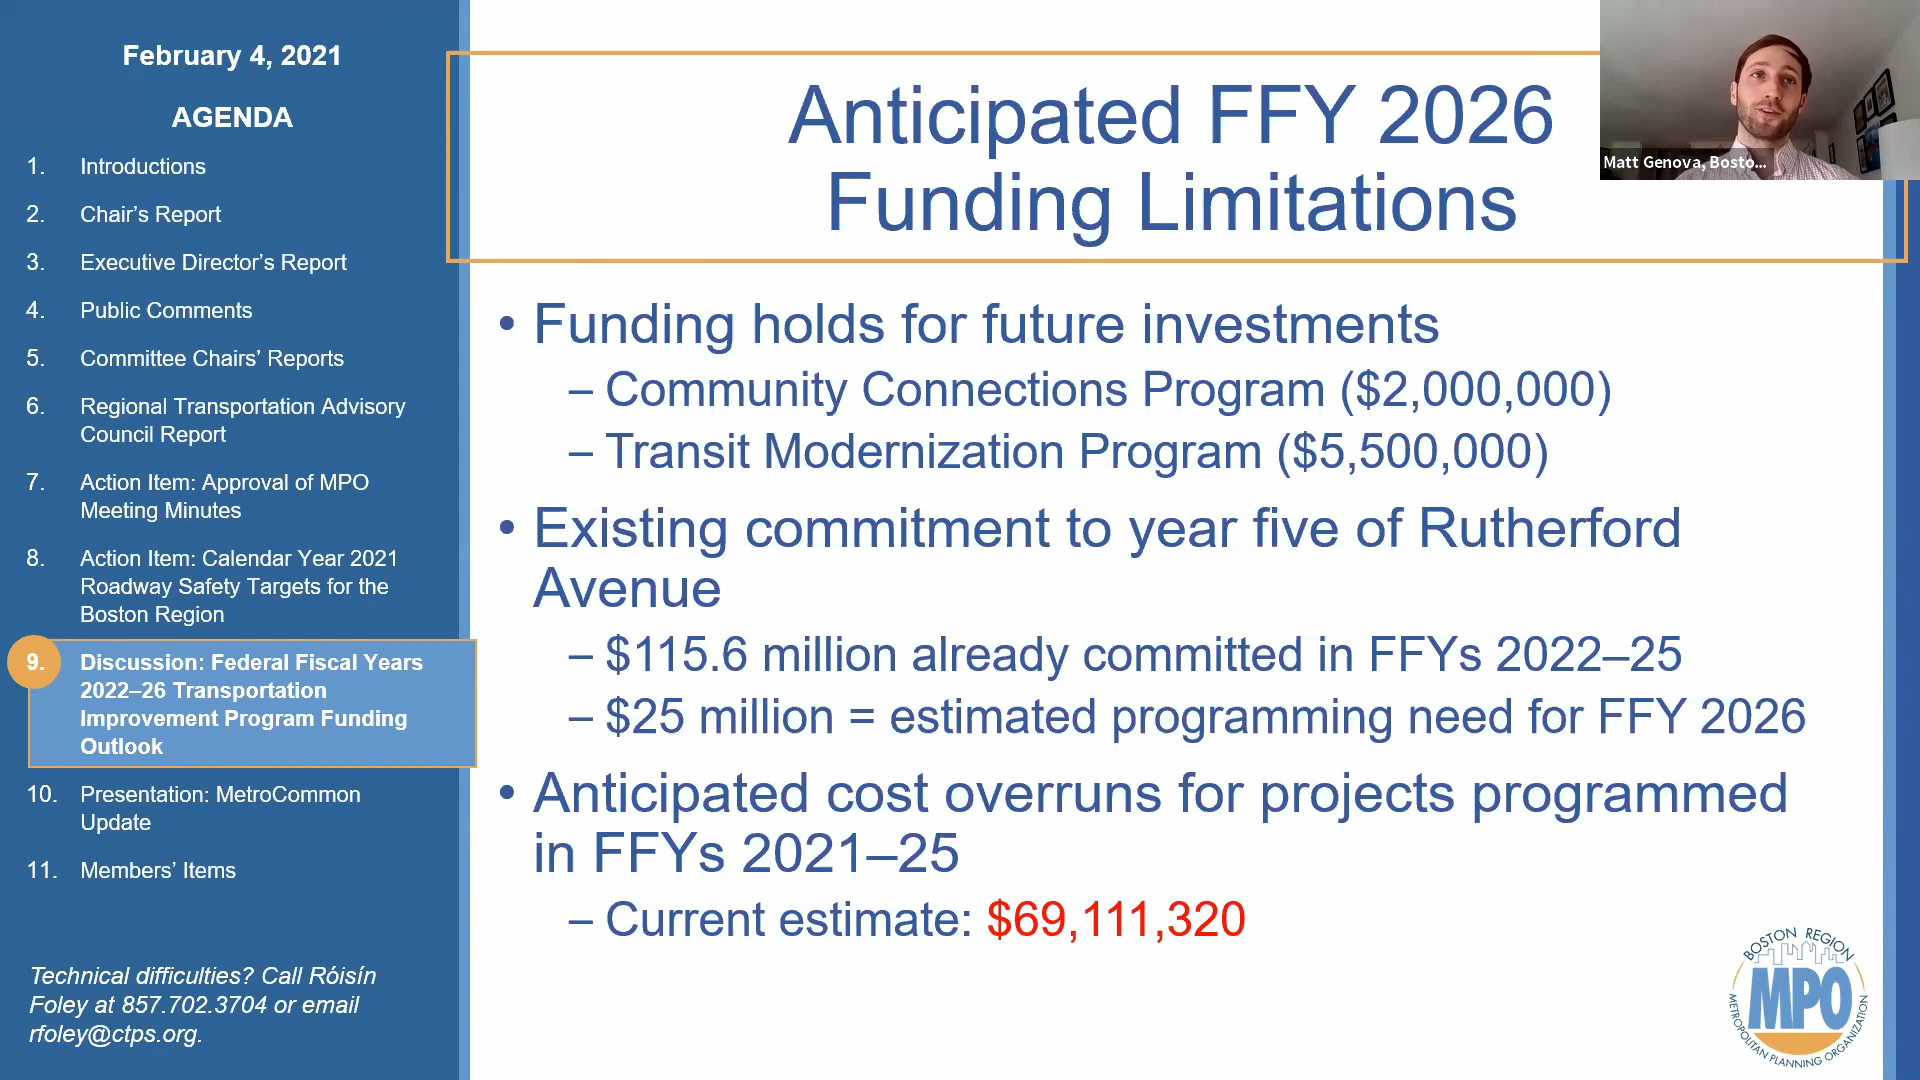 February 4, 2021
AGENDA
1. Introductions
2. Chair’s Report
3. Executive Director’s Report
4. Public Comments
5. Committee Chairs’ Reports
6. Regional Transportation Advisory
Council Report
7. Action Item: Approval of MPO
Meeting Minutes
8. Action Item: Calendar Year 2021
Roadway Safety Targets for the
Boston Region
9. Discussion: Federal Fiscal Years
2022–26 Transportation
Improvement Program Funding
Outlook
10. Presentation: MetroCommon
Update
11. Members’ Items
Technical difficulties? Call Róisín
Foley at 857.702.3704 or email
rfoley@ctps.org.
Anticipated FFY 2026
Funding Limitations
Matt Genova, Bosto...
• Funding holds for future investments
– Community Connections Program ($2,000,000)
– Transit Modernization Program ($5,500,000)
• Existing commitment to year five of Rutherford
Avenue
– $115.6 million already committed in FFYs 2022–25
– $25 million = estimated programming need for FFY 2026
• Anticipated cost overruns for projects programmed
in FFYs 2021–25
– Current estimate: $69,111,320
BOSTON REGION
MPO
METROPOLITAN PLANNING ORGANIZATION